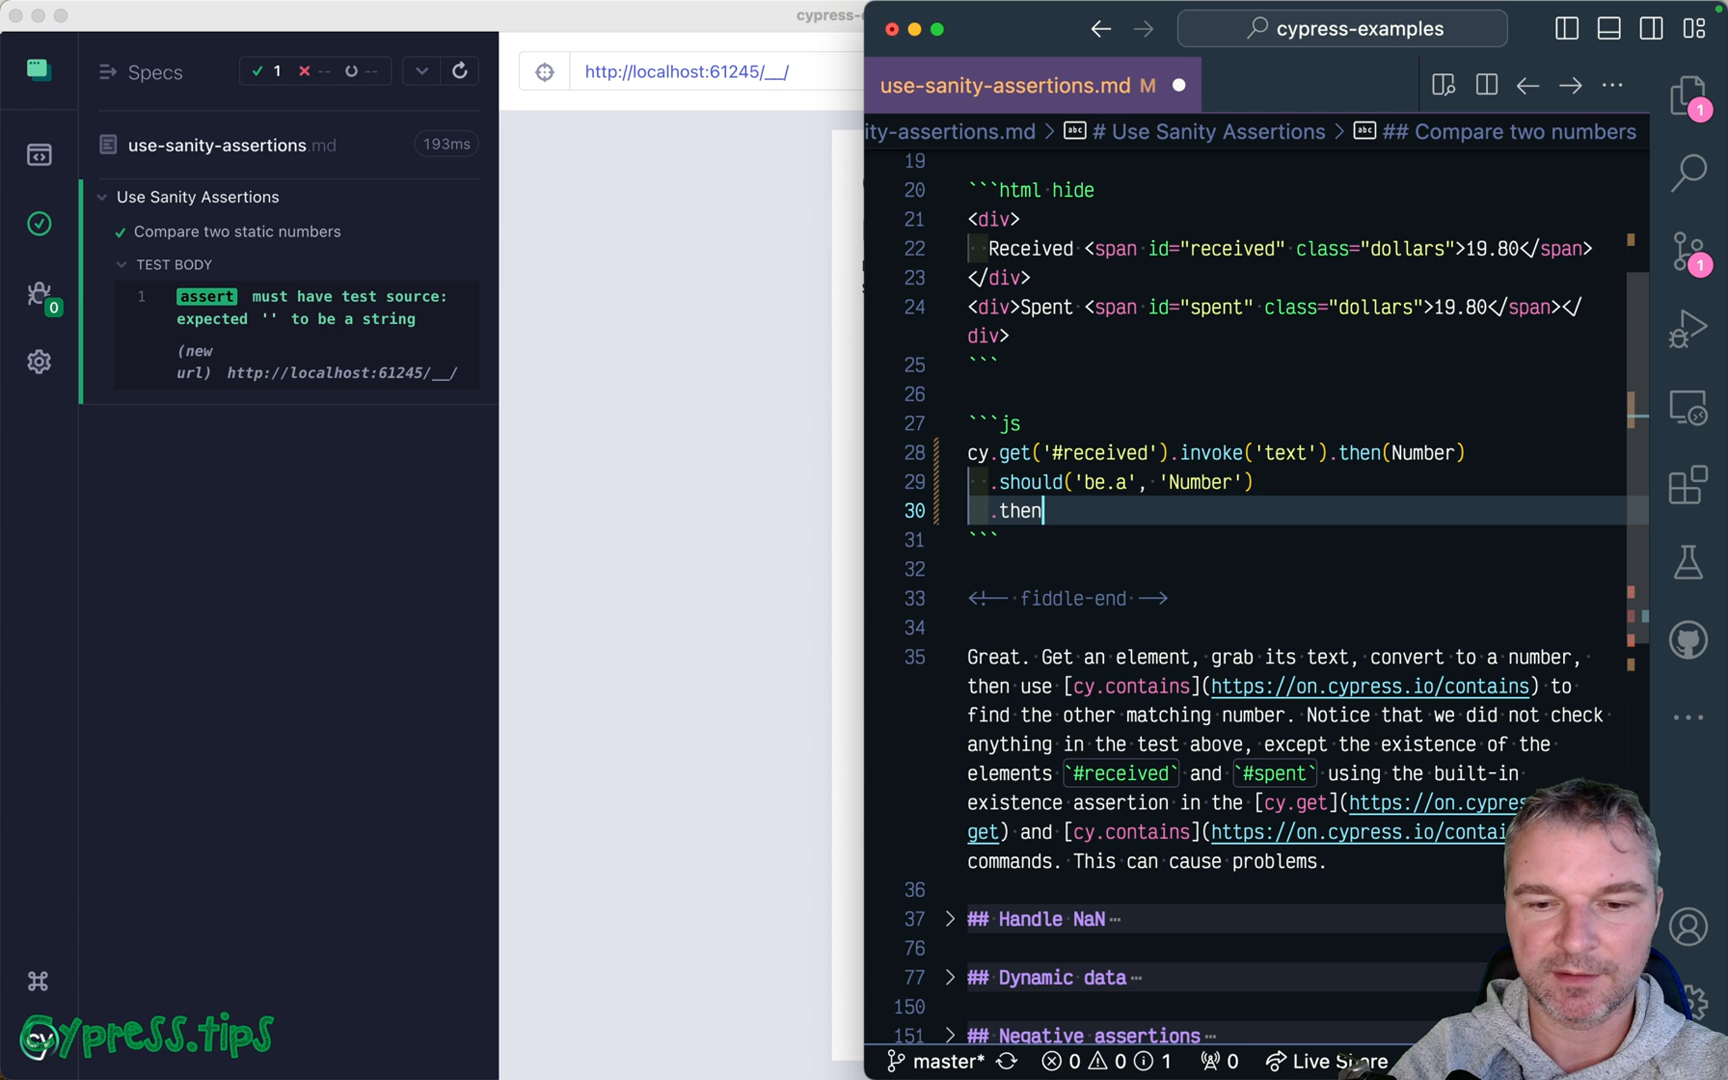 cypress-
Specs
1
--
--
use-sanity-assertions.md
193ms
Use Sanity Assertions
Compare two static numbers
TEST BODY
1 assert must have test source:
expected '' to be a string
(new
url) http://localhost:61245/__/
0
cypress.tips
cy
http://localhost:61245/__/
cypress-examples
use-sanity-assertions.md M
ity-assertions.md > abc # Use Sanity Assertions > abc ## Compare two numbers
19
20 ```html hide
21 <div>
22 Received <span id="received" class="dollars">19.80</span>
23 </div>
24 <div>Spent <span id="spent" class="dollars">19.80</span></
div>
25 ```
26
27 ```js
28 cy.get('#received').invoke('text').then(Number)
29 .should('be.a', 'Number')
30 .then
31 ```
32
33 <!-- fiddle-end -->
34
35 Great. Get an element, grab its text, convert to a number,
then use [cy.contains](https://on.cypress.io/contains) to
find the other matching number. Notice that we did not check
anything in the test above, except the existence of the
elements `#received` and `#spent` using the built-in
existence assertion in the [cy.get](https://on.cypres
get) and [cy.contains](https://on.cypress.io/contai
commands. This can cause problems.
36
37 > ## Handle NaN ...
76
77 > ## Dynamic data ...
150
151 > ## Negative assertions ...
master* 0 0 1 0 Live Share
1
1